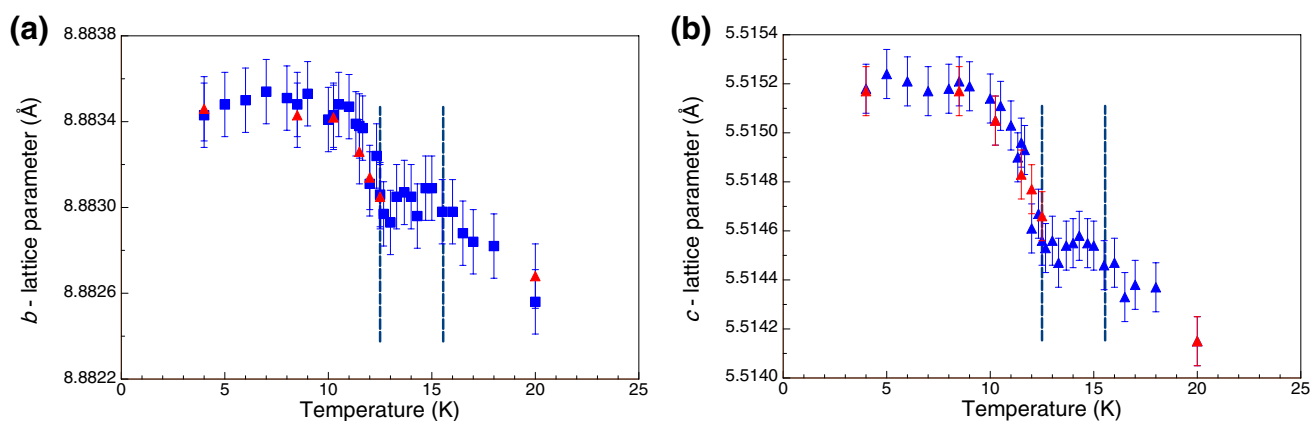 (a)
b - lattice parameter (Å)
8.8838
8.8834
8.8830
8.8826
8.8822
0 5 10 15 20 25
Temperature (K)
(b)
c - lattice parameter (Å)
5.5154
5.5152
5.5150
5.5148
5.5146
5.5144
5.5142
5.5140
0 5 10 15 20 25
Temperature (K)